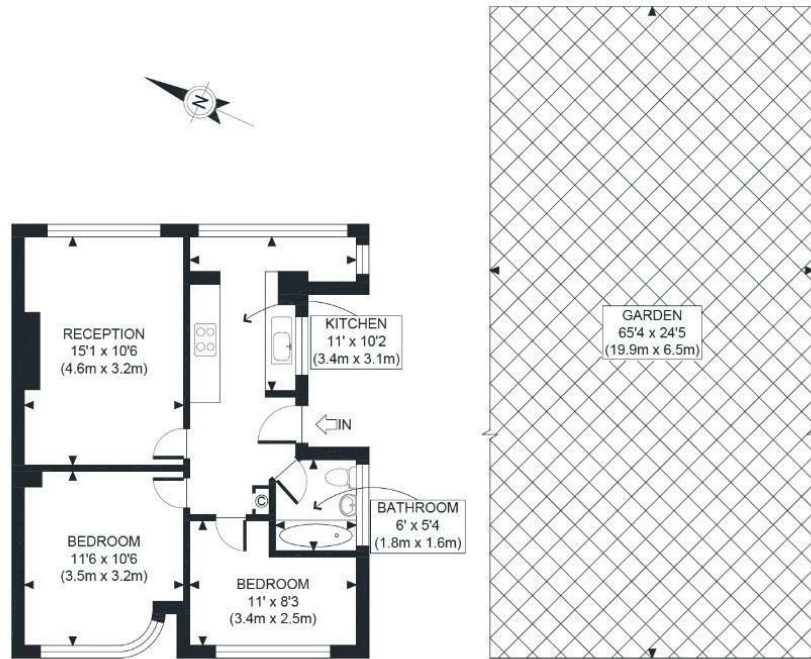 N
RECEPTION
15'1 x 10'6
(4.6m x 3.2m)
KITCHEN
11' x 10'2
(3.4m x 3.1m)
IN
C
BATHROOM
6' x 5'4
(1.8m x 1.6m)
BEDROOM
11'6 x 10'6
(3.5m x 3.2m)
BEDROOM
11' x 8'3
(3.4m x 2.5m)
GARDEN
65'4 x 24'5
(19.9m x 6.5m)